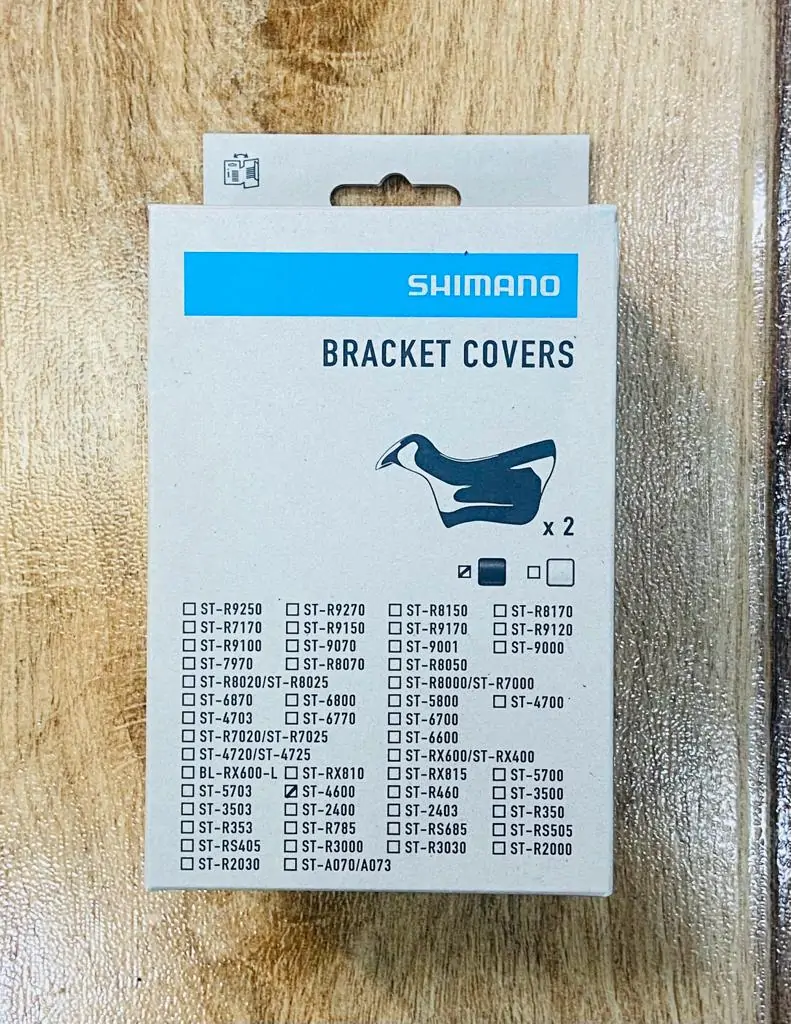 SHIMANO
BRACKET COVERS
x 2
ST-R9250 ST-R9270 ST-R8150 ST-R8170
ST-R7170 ST-R9150 ST-R9170 ST-R9120
ST-R9100 ST-9070 ST-9001 ST-9000
ST-7970 ST-R8070 ST-R8050
ST-R8020/ST-R8025 ST-R8000/ST-R7000
ST-6870 ST-6800 ST-5800 ST-4700
ST-4703 ST-6770 ST-6700
ST-R7020/ST-R7025 ST-6600
ST-4720/ST-4725 ST-RX600/ST-RX400
BL-RX600-L ST-RX810 ST-RX815 ST-5700
ST-5703 ST-4600 ST-R460 ST-3500
ST-3503 ST-2400 ST-2403 ST-R350
ST-R353 ST-R785 ST-RS685 ST-RS505
ST-RS405 ST-R3000 ST-R3030 ST-R2000
ST-R2030 ST-A070/A073